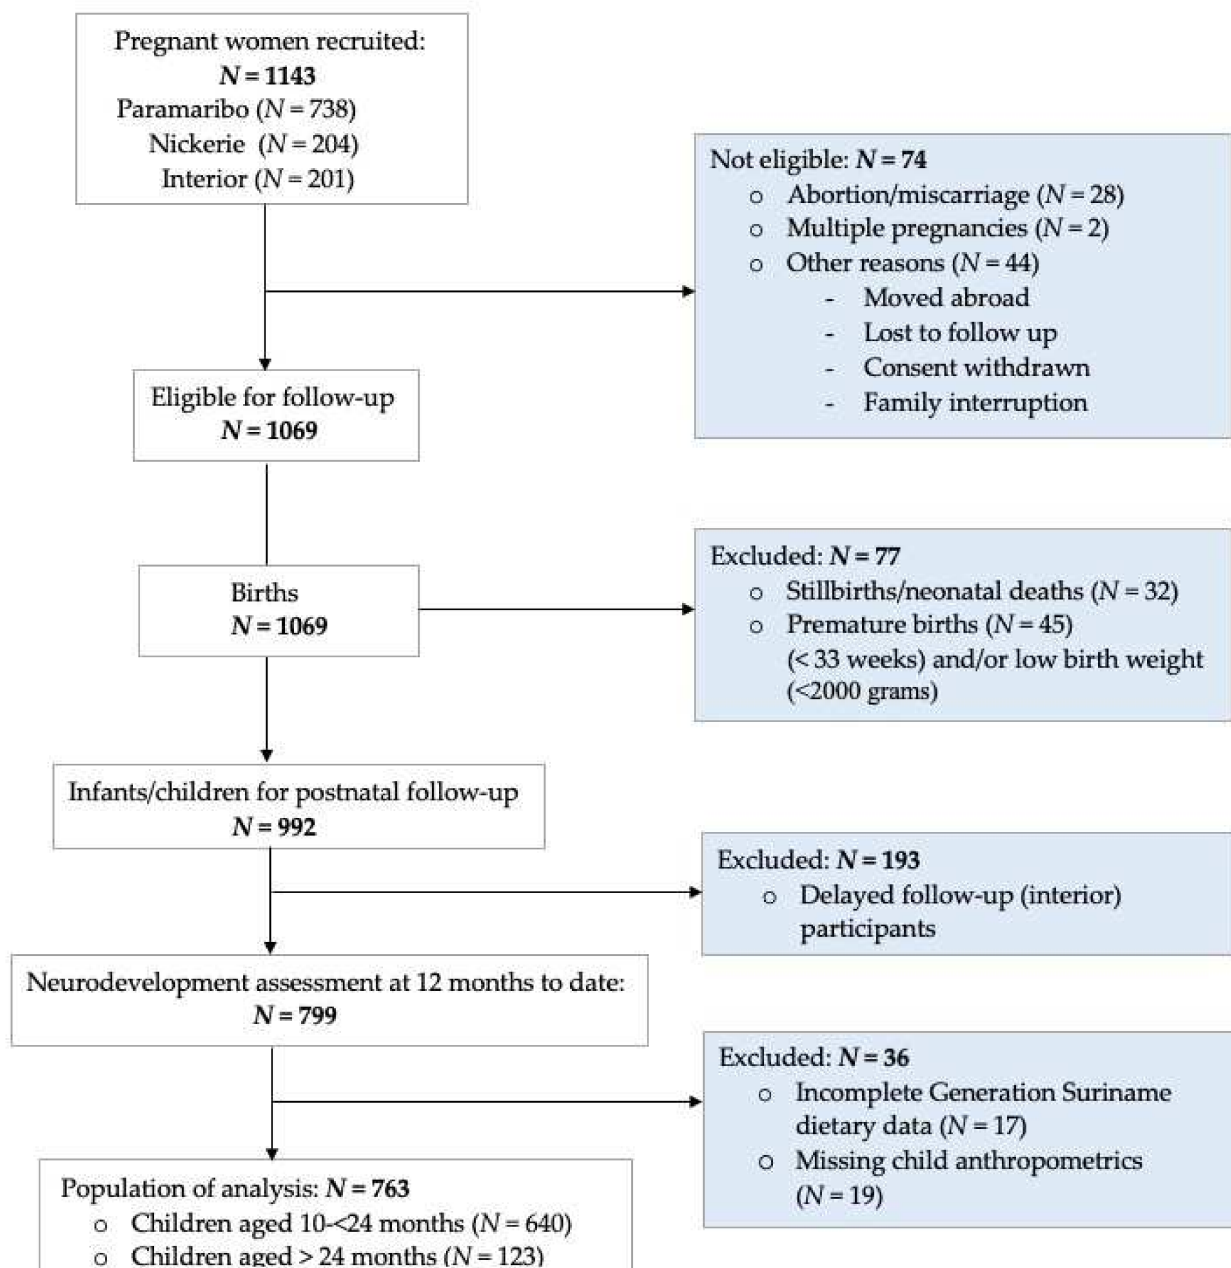 Pregnant women recruited:
N = 1143
Paramaribo (N = 738)
Nickerie (N = 204)
Interior (N = 201)
Not eligible: N = 74
o Abortion/miscarriage (N = 28)
o Multiple pregnancies (N = 2)
o Other reasons (N = 44)
- Moved abroad
- Lost to follow up
- Consent withdrawn
- Family interruption
Eligible for follow-up
N = 1069
Births
N = 1069
Excluded: N = 77
o Stillbirths/neonatal deaths (N = 32)
o Premature births (N = 45)
(< 33 weeks) and/or low birth weight
(<2000 grams)
Infants/children for postnatal follow-up
N = 992
Excluded: N = 193
o Delayed follow-up (interior)
participants
Neurodevelopment assessment at 12 months to date:
N = 799
Excluded: N = 36
o Incomplete Generation Suriname
dietary data (N = 17)
o Missing child anthropometrics
(N = 19)
Population of analysis: N = 763
o Children aged 10-<24 months (N = 640)
o Children aged > 24 months (N = 123)